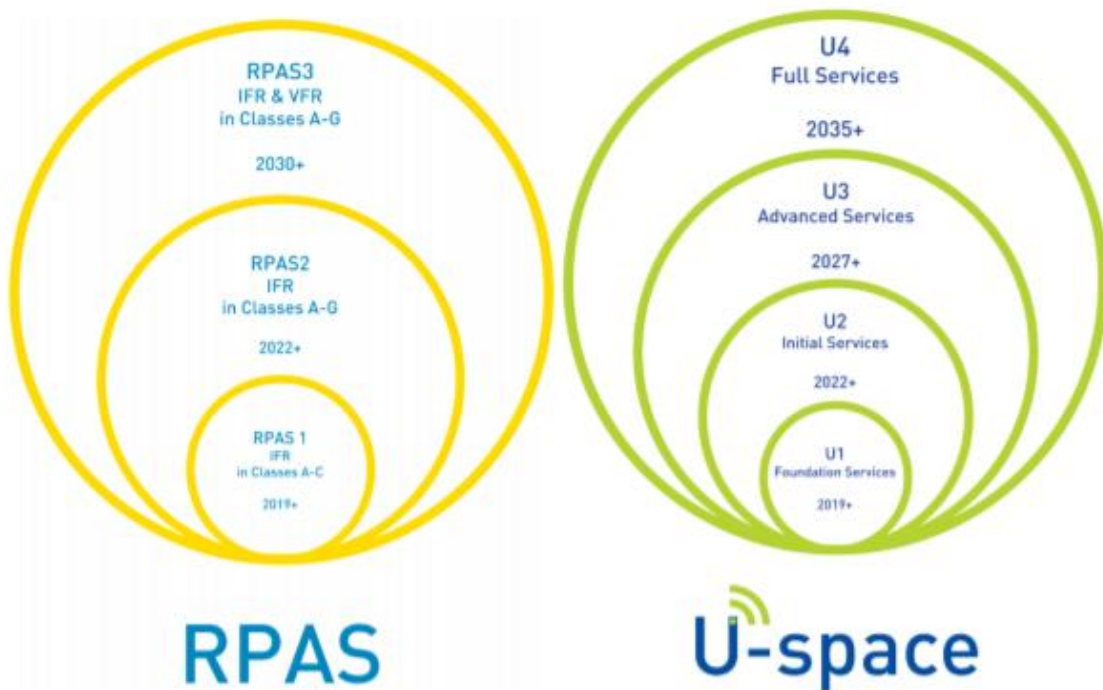 RPAS3
IFR & VFR
in Classes A-G
2030+
RPAS2
IFR
in Classes A-G
2022+
RPAS 1
IFR
in Classes A-C
2019+
RPAS
U4
Full Services
2035+
U3
Advanced Services
2027+
U2
Initial Services
2022+
U1
Foundation Services
2019+
U-space